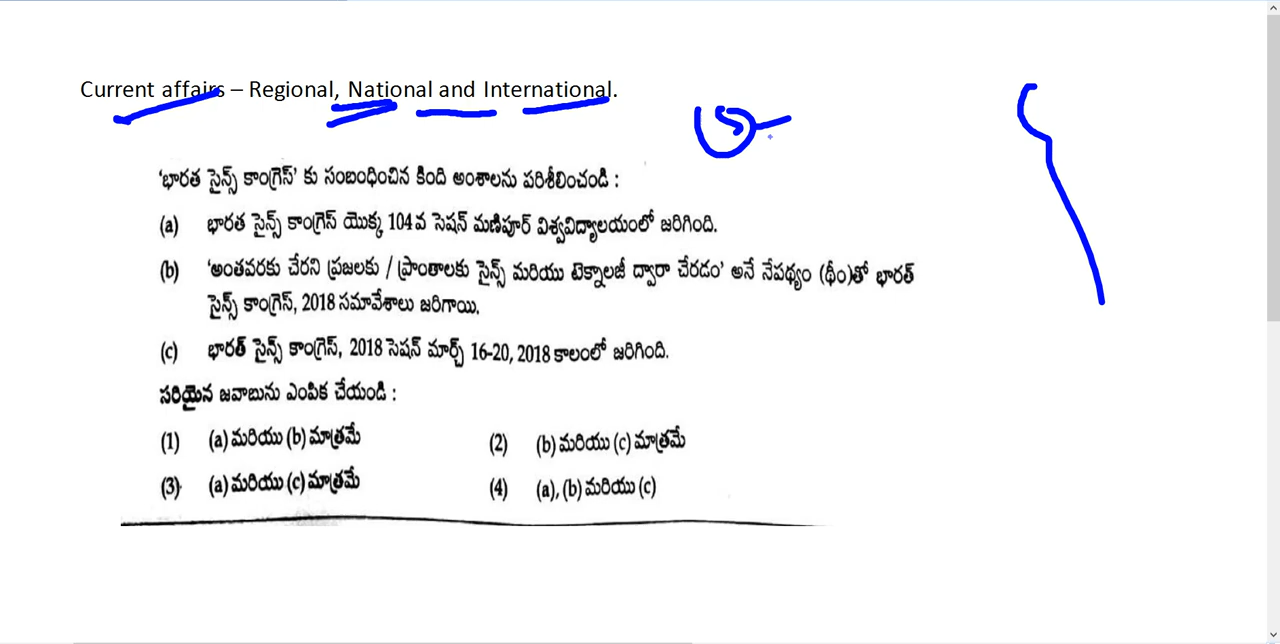 Current affairs – Regional, National and International.
'భారత సైన్స్ కాంగ్రెస్' కు సంబంధించిన కింది అంశాలను పరిశీలించండి :
(a) భారత సైన్స్ కాంగ్రెస్ యొక్క 104వ సెషన్ మణిపూర్ విశ్వవిద్యాలయంలో జరిగింది.
(b) 'అంతవరకు చేరని ప్రజలకు / ప్రాంతాలకు సైన్స్ మరియు టెక్నాలజీ ద్వారా చేరడం' అనే నేపథ్యం (థీం)తో భారత్
సైన్స్ కాంగ్రెస్, 2018 సమావేశాలు జరిగాయి.
(c) భారత్ సైన్స్ కాంగ్రెస్, 2018 సెషన్ మార్చ్ 16-20, 2018 కాలంలో జరిగింది.
సరియైన జవాబును ఎంపిక చేయండి :
(1) (a) మరియు (b) మాత్రమే (2) (b) మరియు (c) మాత్రమే
(3) (a) మరియు (c) మాత్రమే (4) (a), (b) మరియు (c)